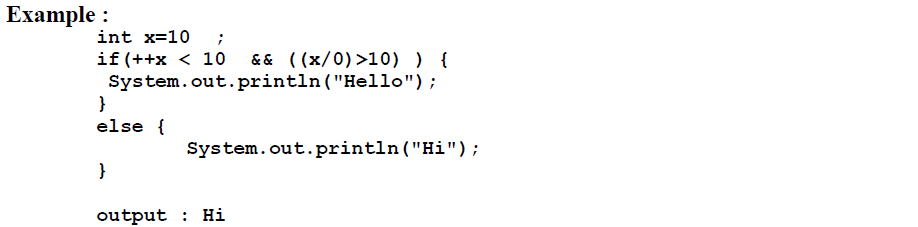 Example :
int x=10  ;
if(++x < 10  && ((x/0)>10) ) {
 System.out.println("Hello");
}
else {
        System.out.println("Hi");
}
output : Hi